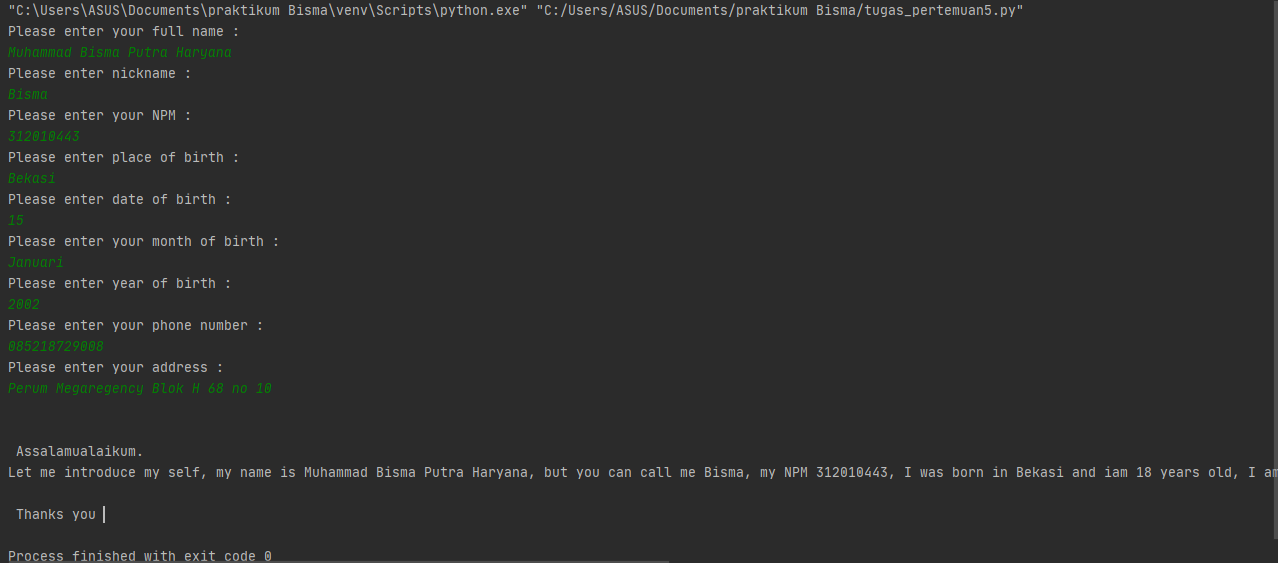 "C:\Users\ASUS\Documents\praktikum Bisma\venv\Scripts\python.exe" "C:/Users/ASUS/Documents/praktikum Bisma/tugas_pertemuan5.py"
Please enter your full name :
Muhammad Bisma Putra Haryana
Please enter nickname :
Bisma
Please enter your NPM :
312010443
Please enter place of birth :
Bekasi
Please enter date of birth :
15
Please enter your month of birth :
Januari
Please enter year of birth :
2002
Please enter your phone number :
085218729008
Please enter your address :
Perum Megaregency Blok H 68 no 10
Assalamualaikum.
Let me introduce my self, my name is Muhammad Bisma Putra Haryana, but you can call me Bisma, my NPM 312010443, I was born in Bekasi and iam 18 years old, I am
Thanks you
Process finished with exit code 0